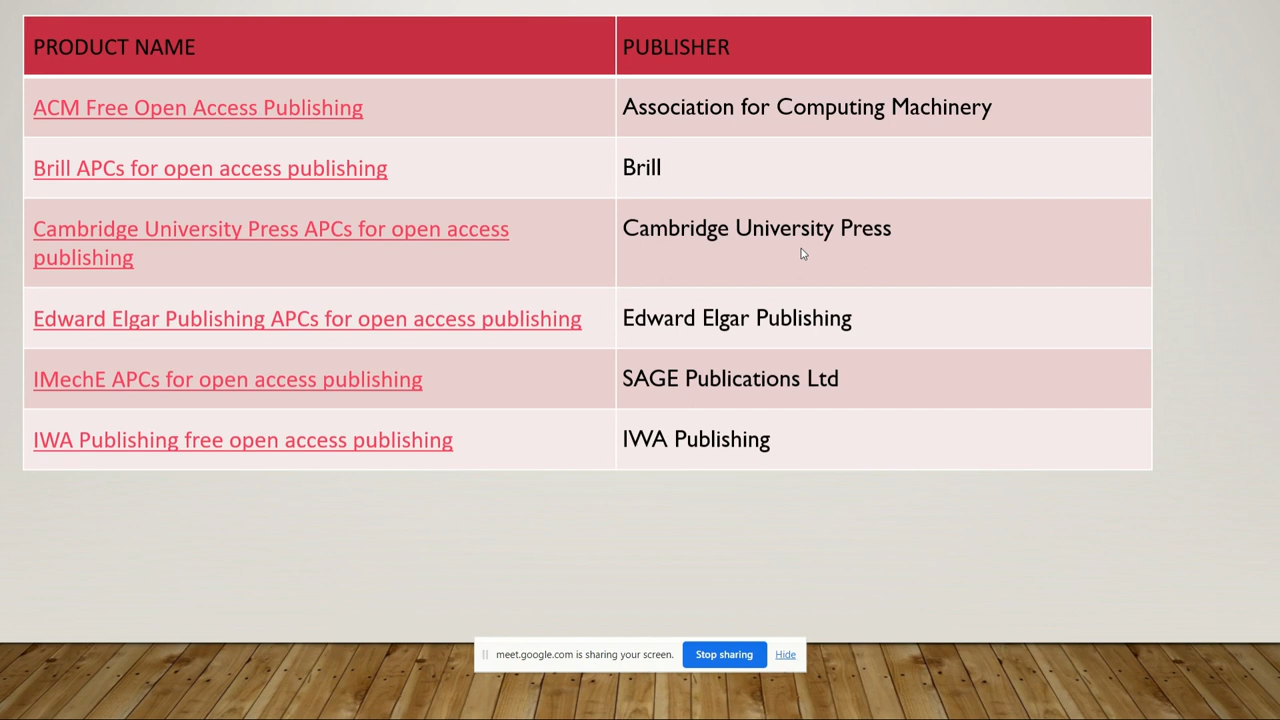 PRODUCT NAME
PUBLISHER
ACM Free Open Access Publishing
Association for Computing Machinery
Brill APCs for open access publishing
Brill
Cambridge University Press APCs for open access
publishing
Cambridge University Press
Edward Elgar Publishing APCs for open access publishing
Edward Elgar Publishing
IMechE APCs for open access publishing
SAGE Publications Ltd
IWA Publishing free open access publishing
IWA Publishing
meet.google.com is sharing your screen.
Stop sharing
Hide